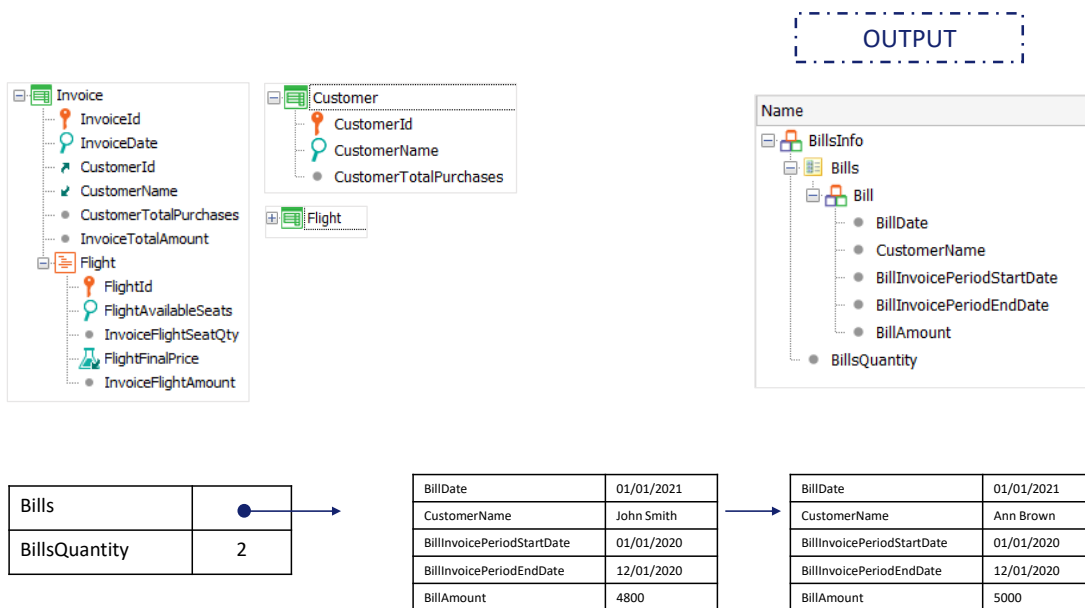 OUTPUT
Invoice
InvoiceId
InvoiceDate
CustomerId
CustomerName
CustomerTotalPurchases
InvoiceTotalAmount
Flight
FlightId
FlightAvailableSeats
InvoiceFlightSeatQty
FlightFinalPrice
InvoiceFlightAmount
Customer
CustomerId
CustomerName
CustomerTotalPurchases
Flight
Name
BillsInfo
Bills
Bill
BillDate
CustomerName
BillInvoicePeriodStartDate
BillInvoicePeriodEndDate
BillAmount
BillsQuantity
Bills
BillsQuantity 2
BillDate 01/01/2021
CustomerName John Smith
BillInvoicePeriodStartDate 01/01/2020
BillInvoicePeriodEndDate 12/01/2020
BillAmount 4800
BillDate 01/01/2021
CustomerName Ann Brown
BillInvoicePeriodStartDate 01/01/2020
BillInvoicePeriodEndDate 12/01/2020
BillAmount 5000